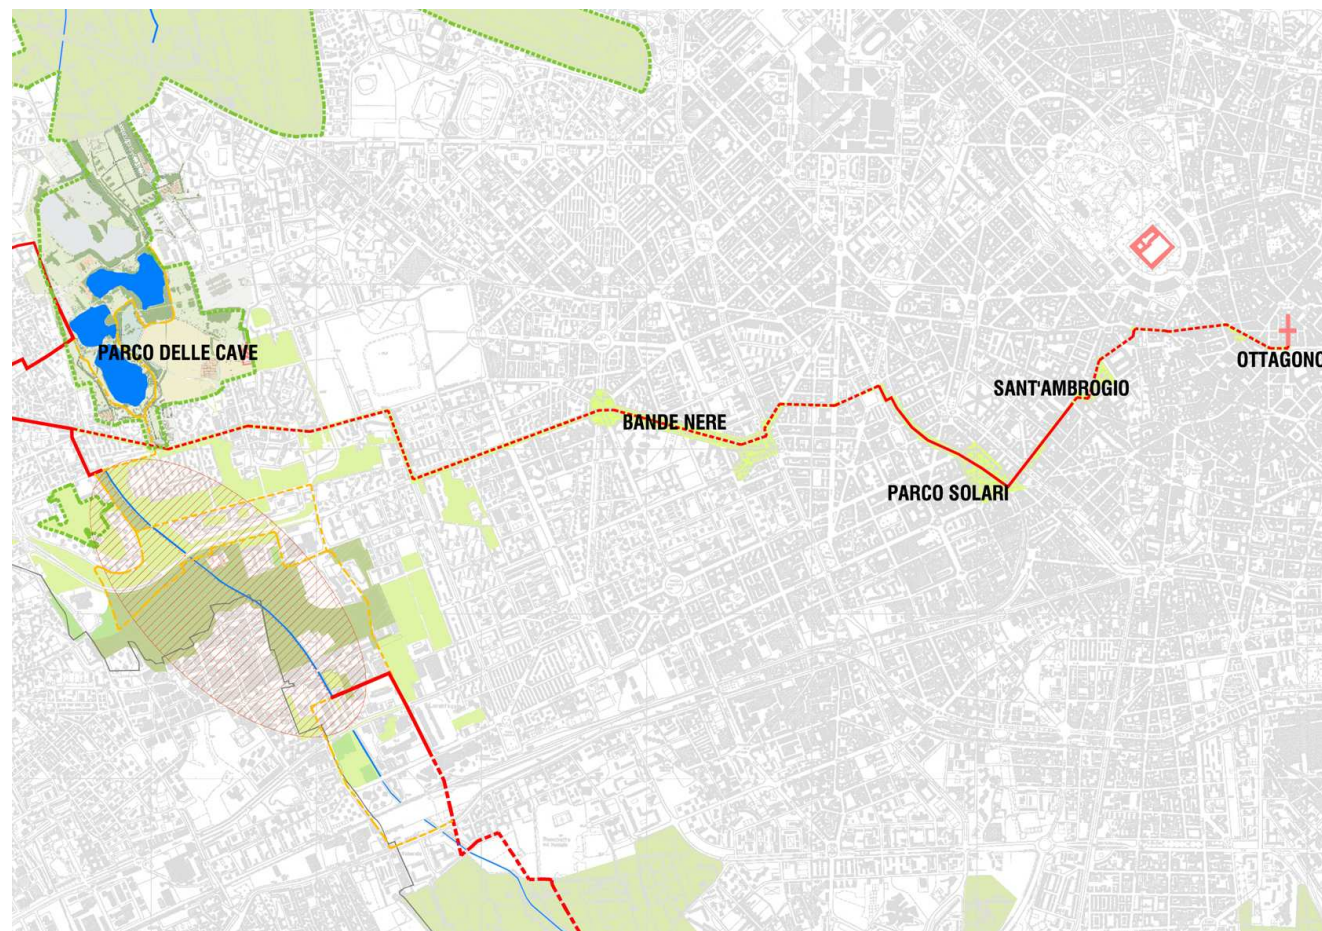 OTTAGONO
PARCO DELLE CAVE
SANT'AMBROGIO
BANDE NERE
PARCO SOLARI